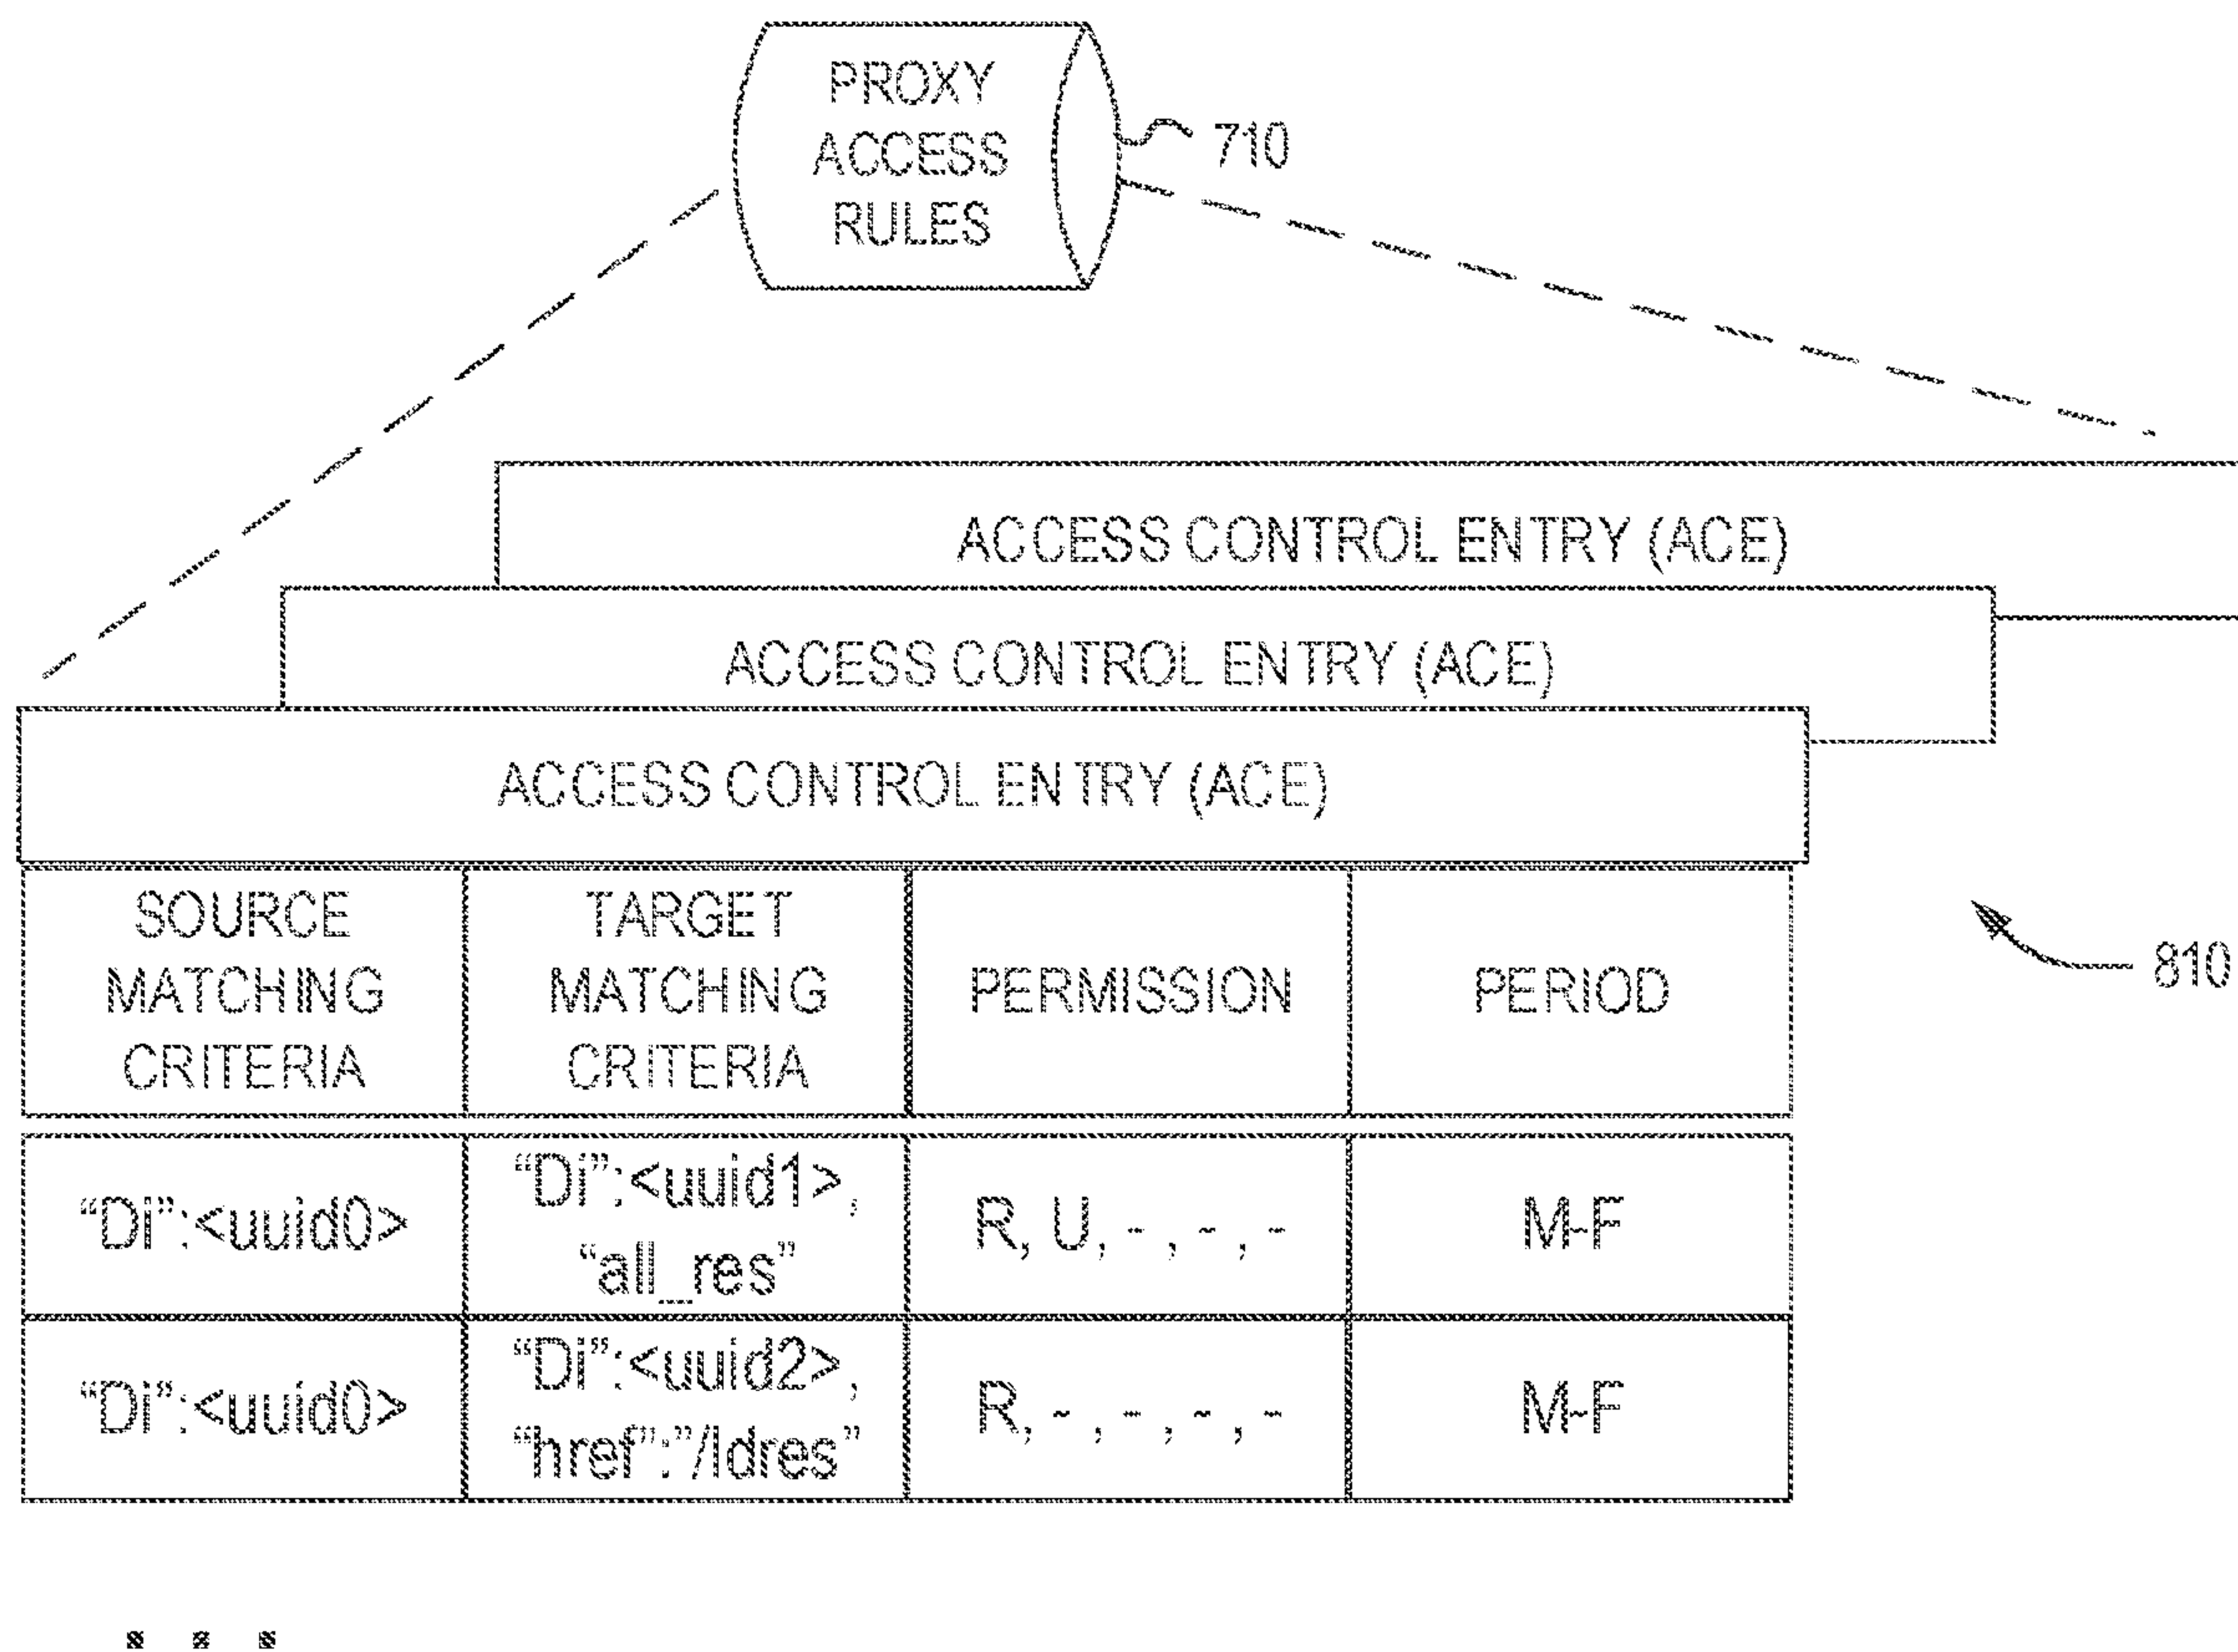 PROXY
ACCESS
RULES
710
ACCESS CONTROL ENTRY (ACE)
ACCESS CONTROL ENTRY (ACE)
ACCESS CONTROL ENTRY (ACE)
SOURCE
MATCHING
CRITERIA
TARGET
MATCHING
CRITERIA
PERMISSION
PERIOD
810
“Di”:<uuid0>
“Di”:<uuid1>,
“all_res”
R, U, - , - , -
M-F
“Di”:<uuid0>
“Di”:<uuid2>,
“href”:”/Idres”
R, - , - , - , -
M-F
...